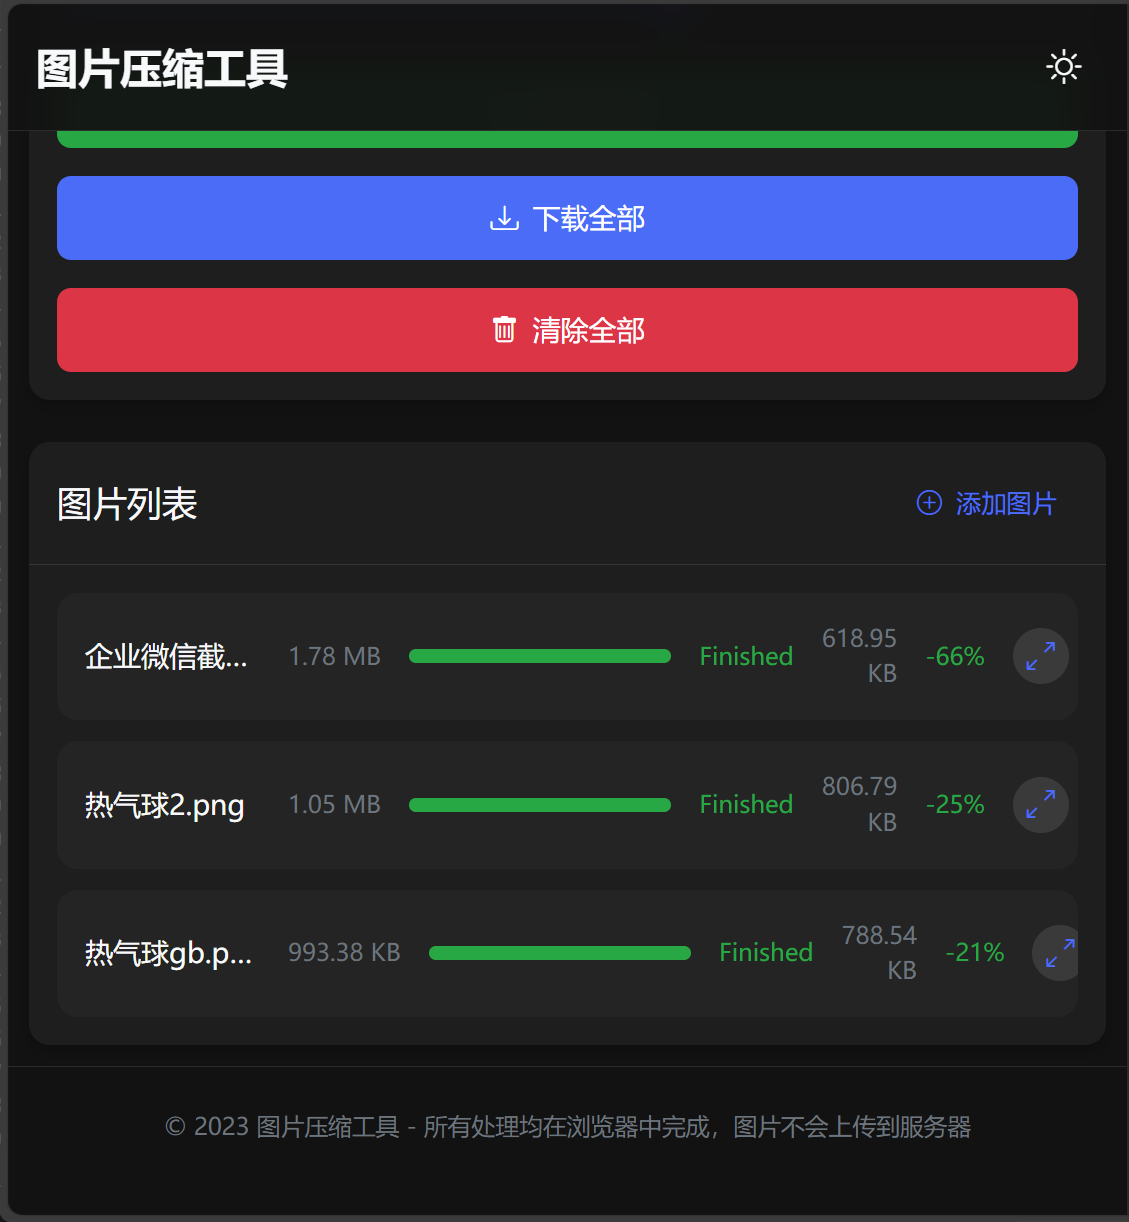 图片压缩工具
下载全部
清除全部
图片列表
添加图片
企业微信截...
1.78 MB
Finished
618.95
KB
-66%
热气球2.png
1.05 MB
Finished
806.79
KB
-25%
热气球gb.p...
993.38 KB
Finished
788.54
KB
-21%
© 2023 图片压缩工具 - 所有处理均在浏览器中完成，图片不会上传到服务器